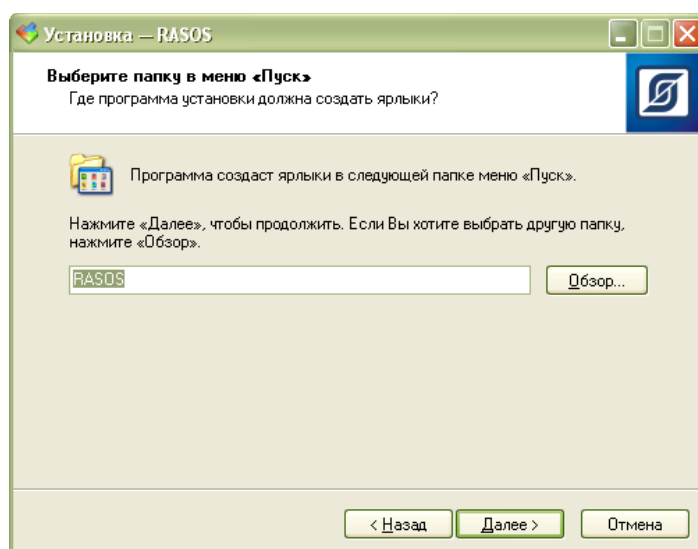 Установка — RASOS
Выберите папку в меню «Пуск»
Где программа установки должна создать ярлыки?
Программа создаст ярлыки в следующей папке меню «Пуск».
Нажмите «Далее», чтобы продолжить. Если Вы хотите выбрать другую папку,
нажмите «Обзор».
RASOS
Обзор...
< Назад
Далее >
Отмена